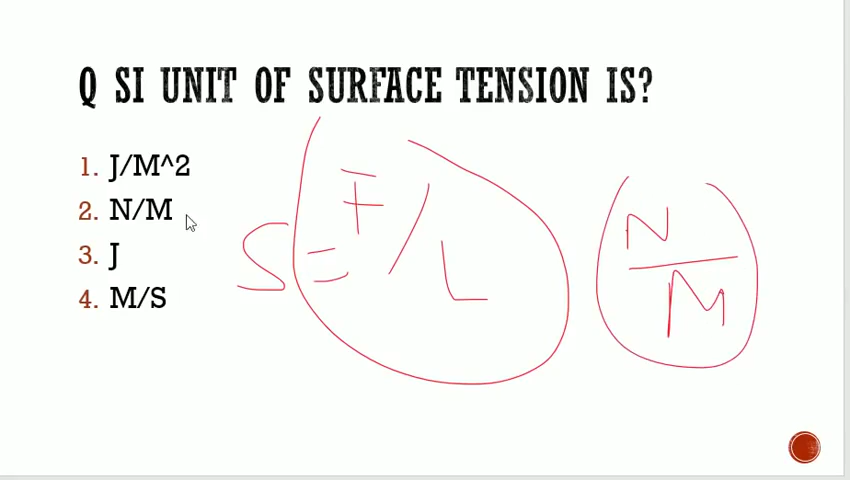 Q SI UNIT OF SURFACE TENSION IS?
1. J/M^2
2. N/M
3. J
4. M/S
S = F/L
N
M